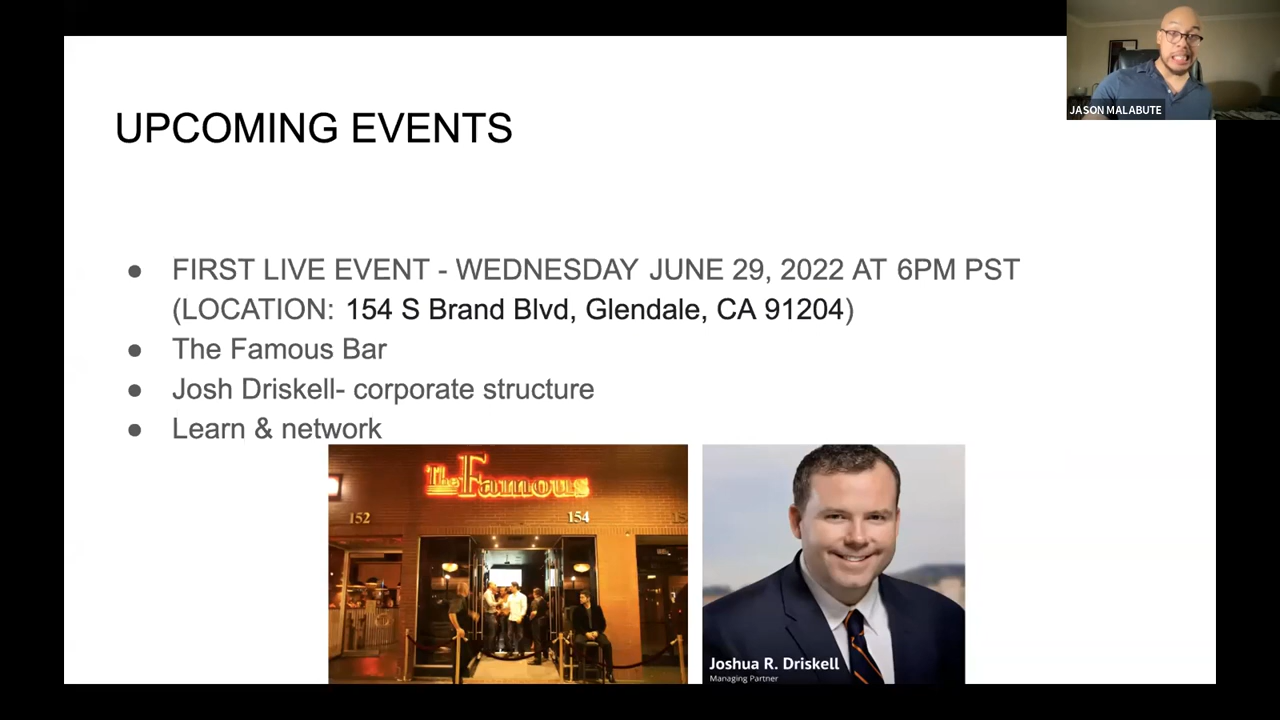 JASON MALABUTE
UPCOMING EVENTS
● FIRST LIVE EVENT - WEDNESDAY JUNE 29, 2022 AT 6PM PST
(LOCATION: 154 S Brand Blvd, Glendale, CA 91204)
● The Famous Bar
● Josh Driskell- corporate structure
● Learn & network
The Famous
152
154
Joshua R. Driskell
Managing Partner